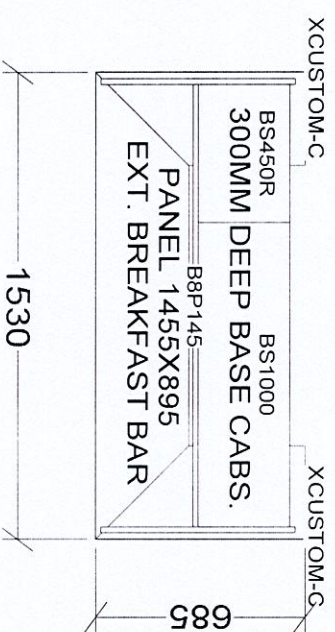 XCUSTOM-C
XCUSTOM-C
BS450R
BS1000
300MM DEEP BASE CABS.
B8P145
PANEL 1455X895
EXT. BREAKFAST BAR
1530
685